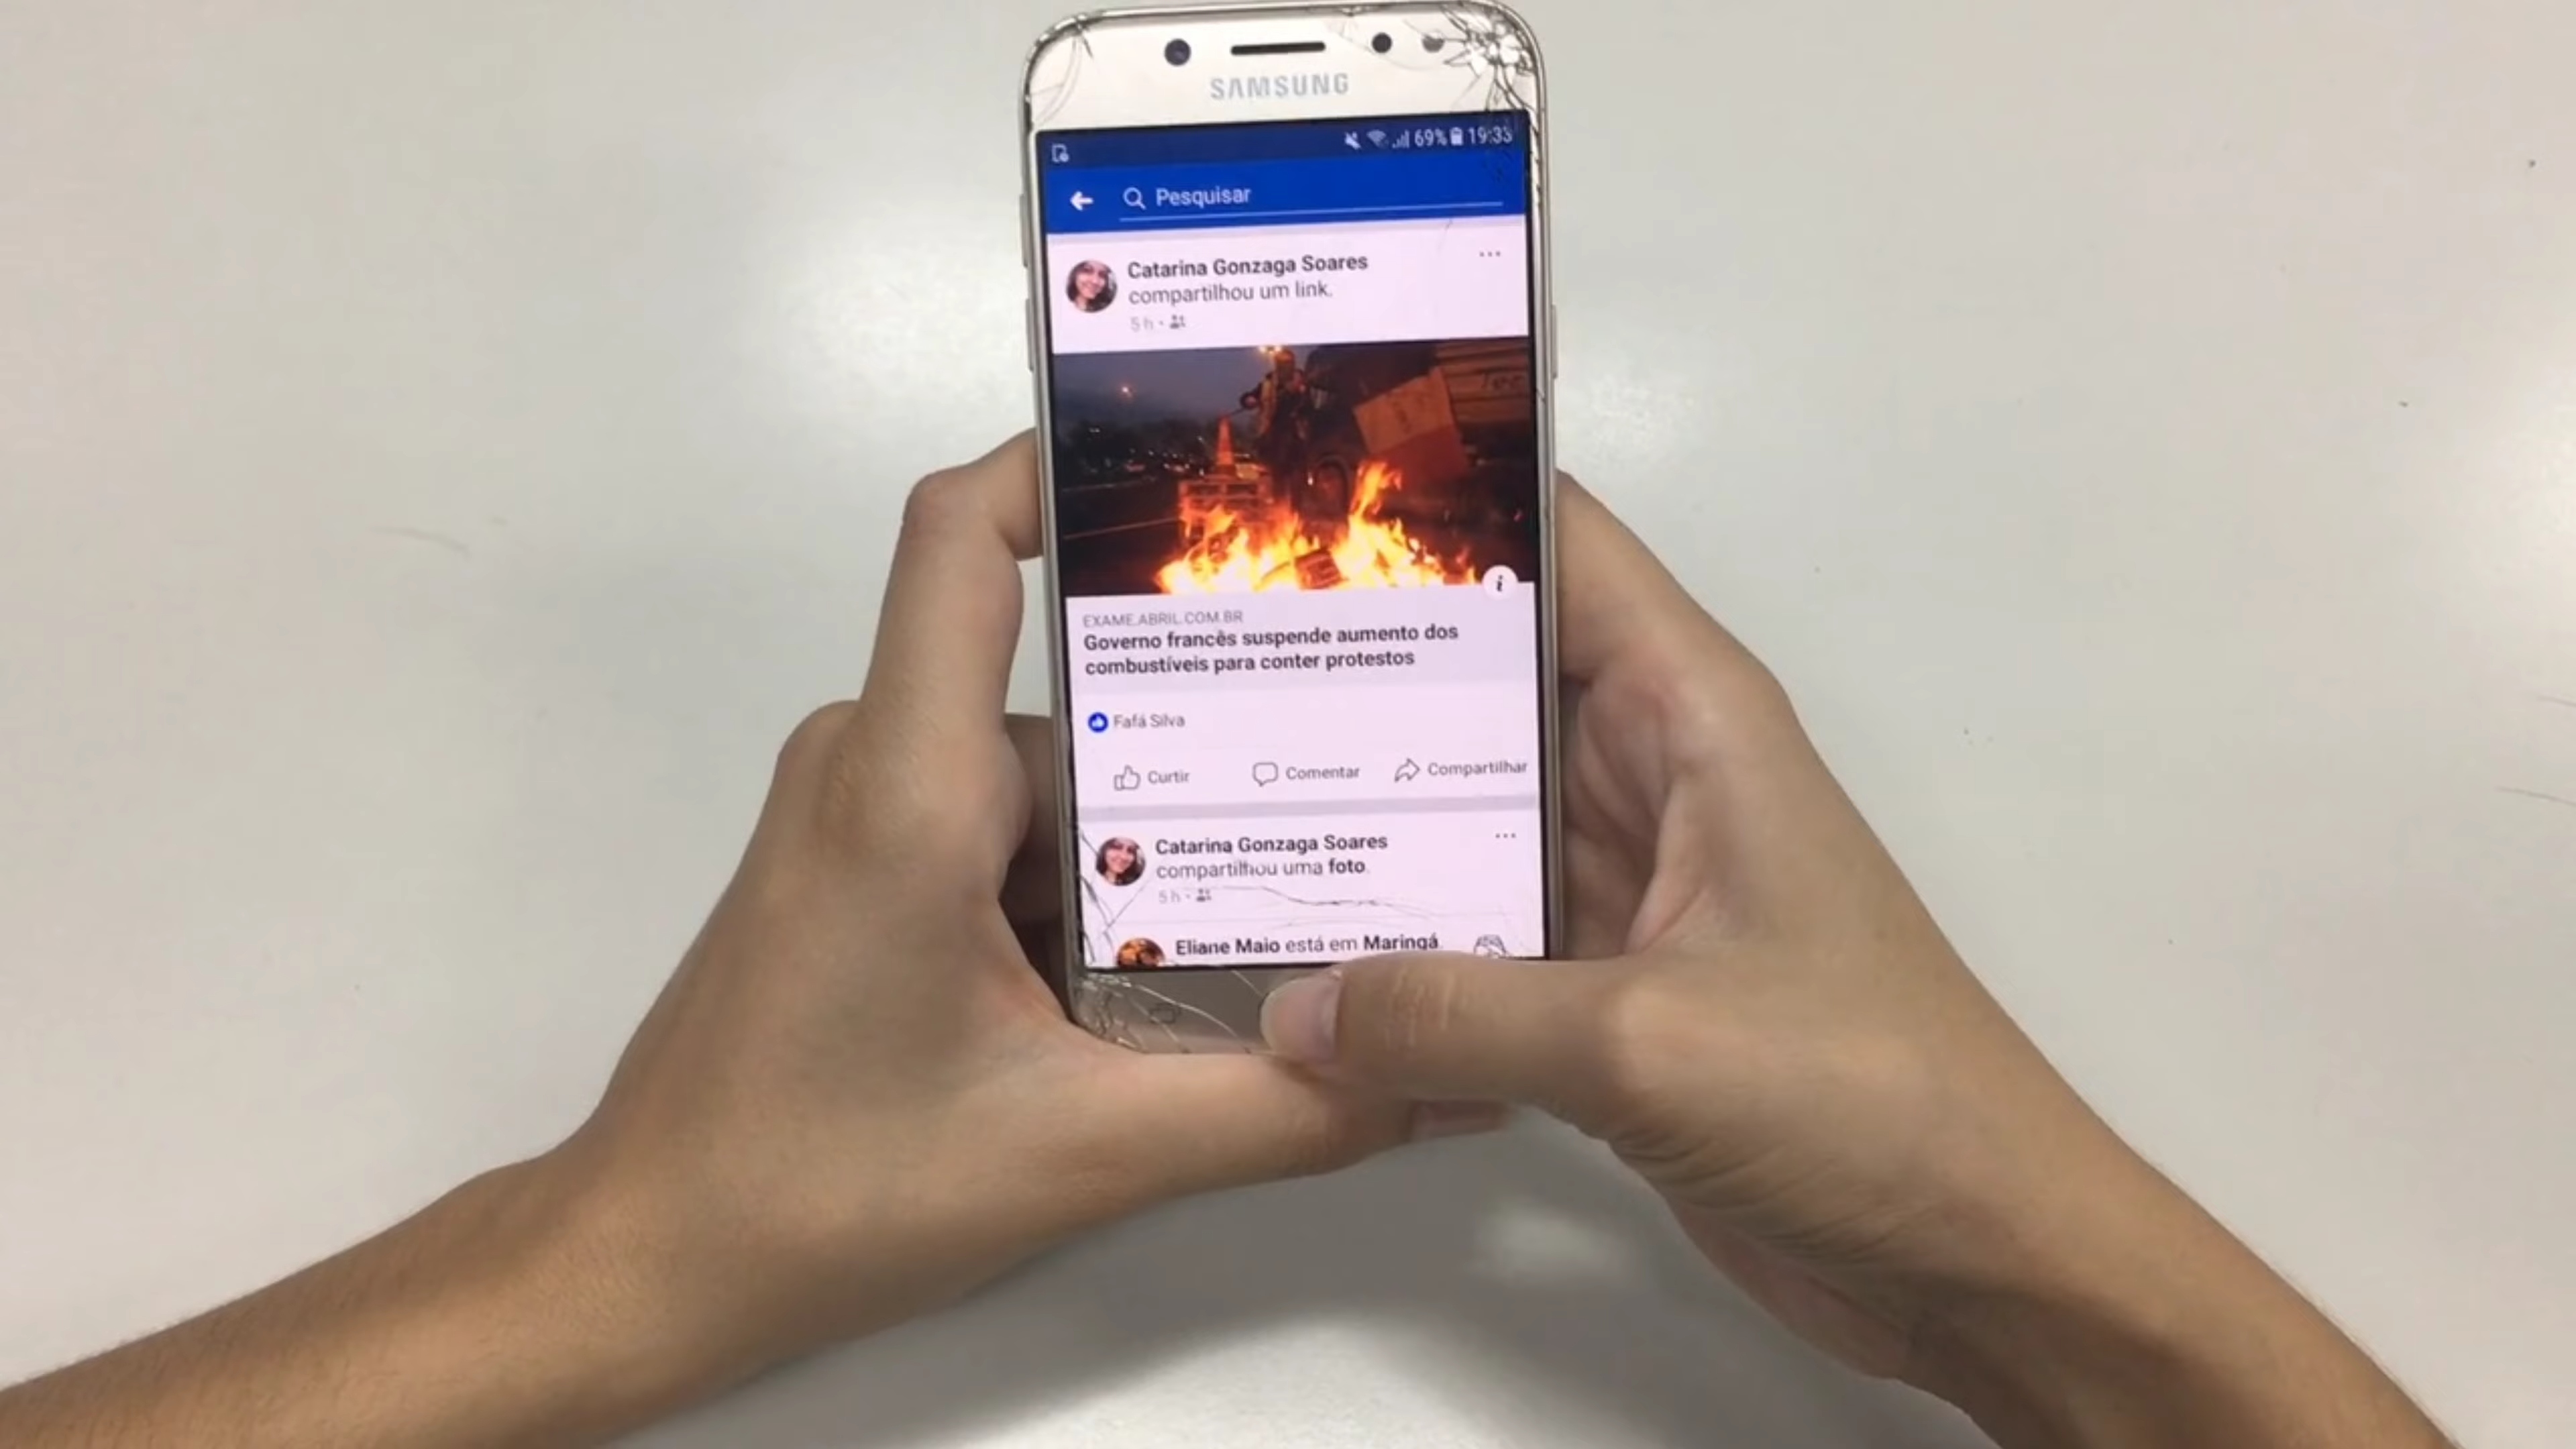 SAMSUNG
69% 19:33
Pesquisar
Catarina Gonzaga Soares
compartilhou um link.
5 h
EXAME.ABRIL.COM.BR
Governo francês suspende aumento dos
combustíveis para conter protestos
Fafá Silva
Curtir Comentar Compartilhar
Catarina Gonzaga Soares
compartilhou uma foto.
5 h
Eliane Maio está em Maringá.